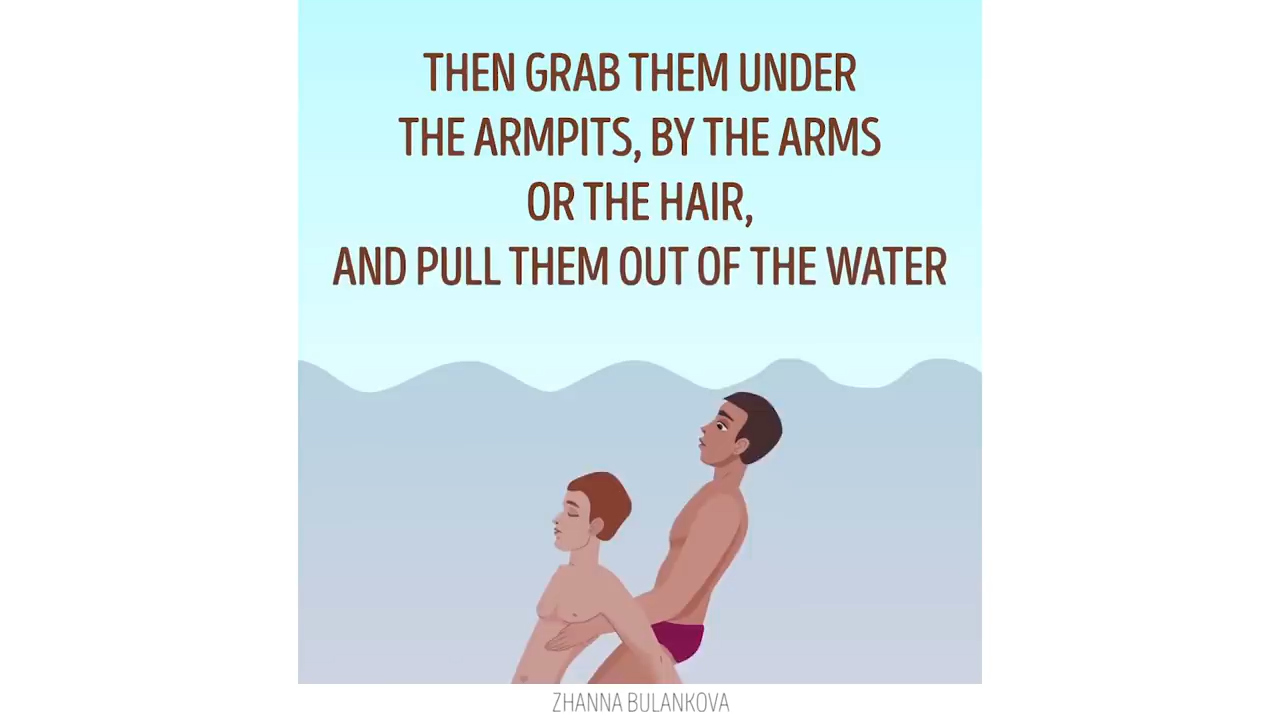 THEN GRAB THEM UNDER
THE ARMPITS, BY THE ARMS
OR THE HAIR,
AND PULL THEM OUT OF THE WATER
ZHANNA BULANKOVA